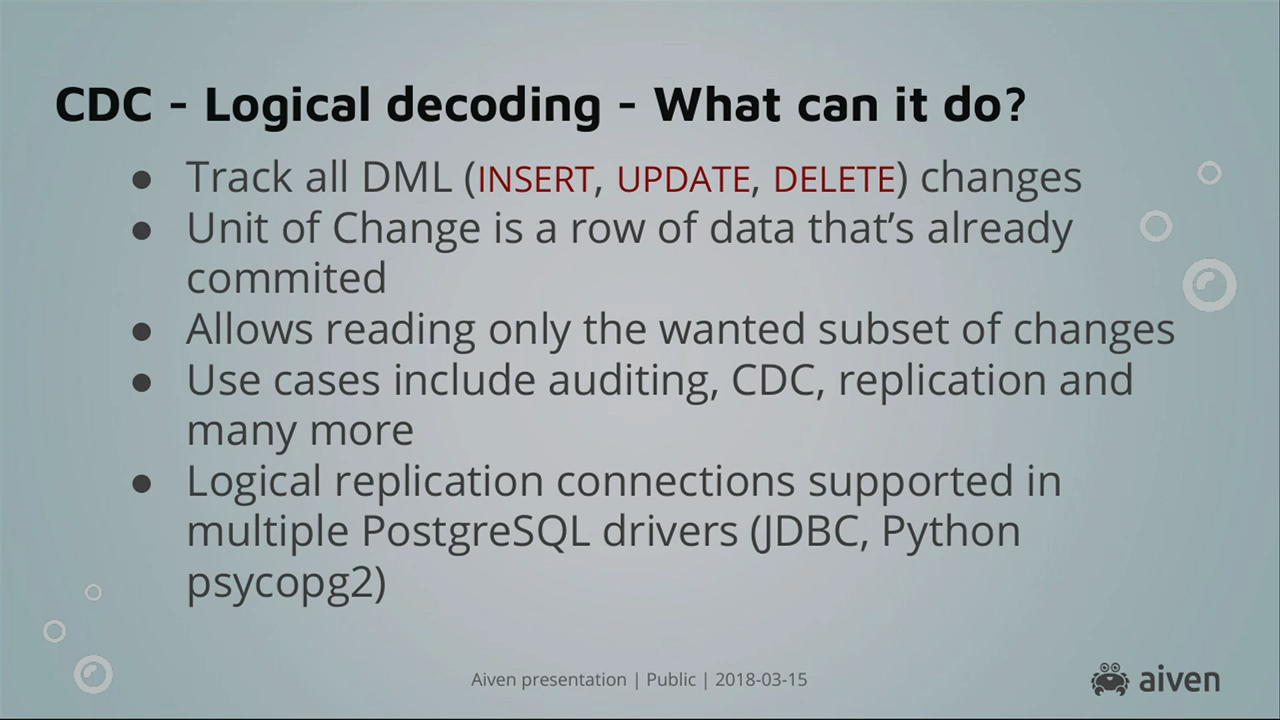 CDC - Logical decoding - What can it do?
● Track all DML (INSERT, UPDATE, DELETE) changes
● Unit of Change is a row of data that’s already
commited
● Allows reading only the wanted subset of changes
● Use cases include auditing, CDC, replication and
many more
● Logical replication connections supported in
multiple PostgreSQL drivers (JDBC, Python
psycopg2)
Aiven presentation | Public | 2018-03-15
aiven